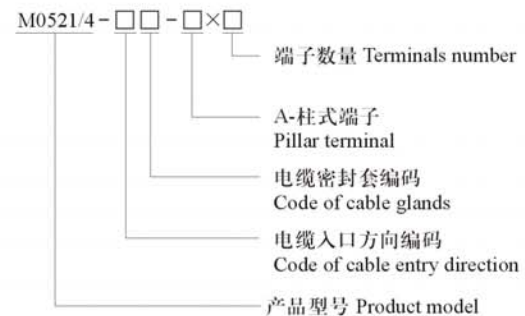 M0521/4-□□-□×□
端子数量 Terminals number
A-柱式端子
Pillar terminal
电缆密封套编码
Code of cable glands
电缆入口方向编码
Code of cable entry direction
产品型号 Product model